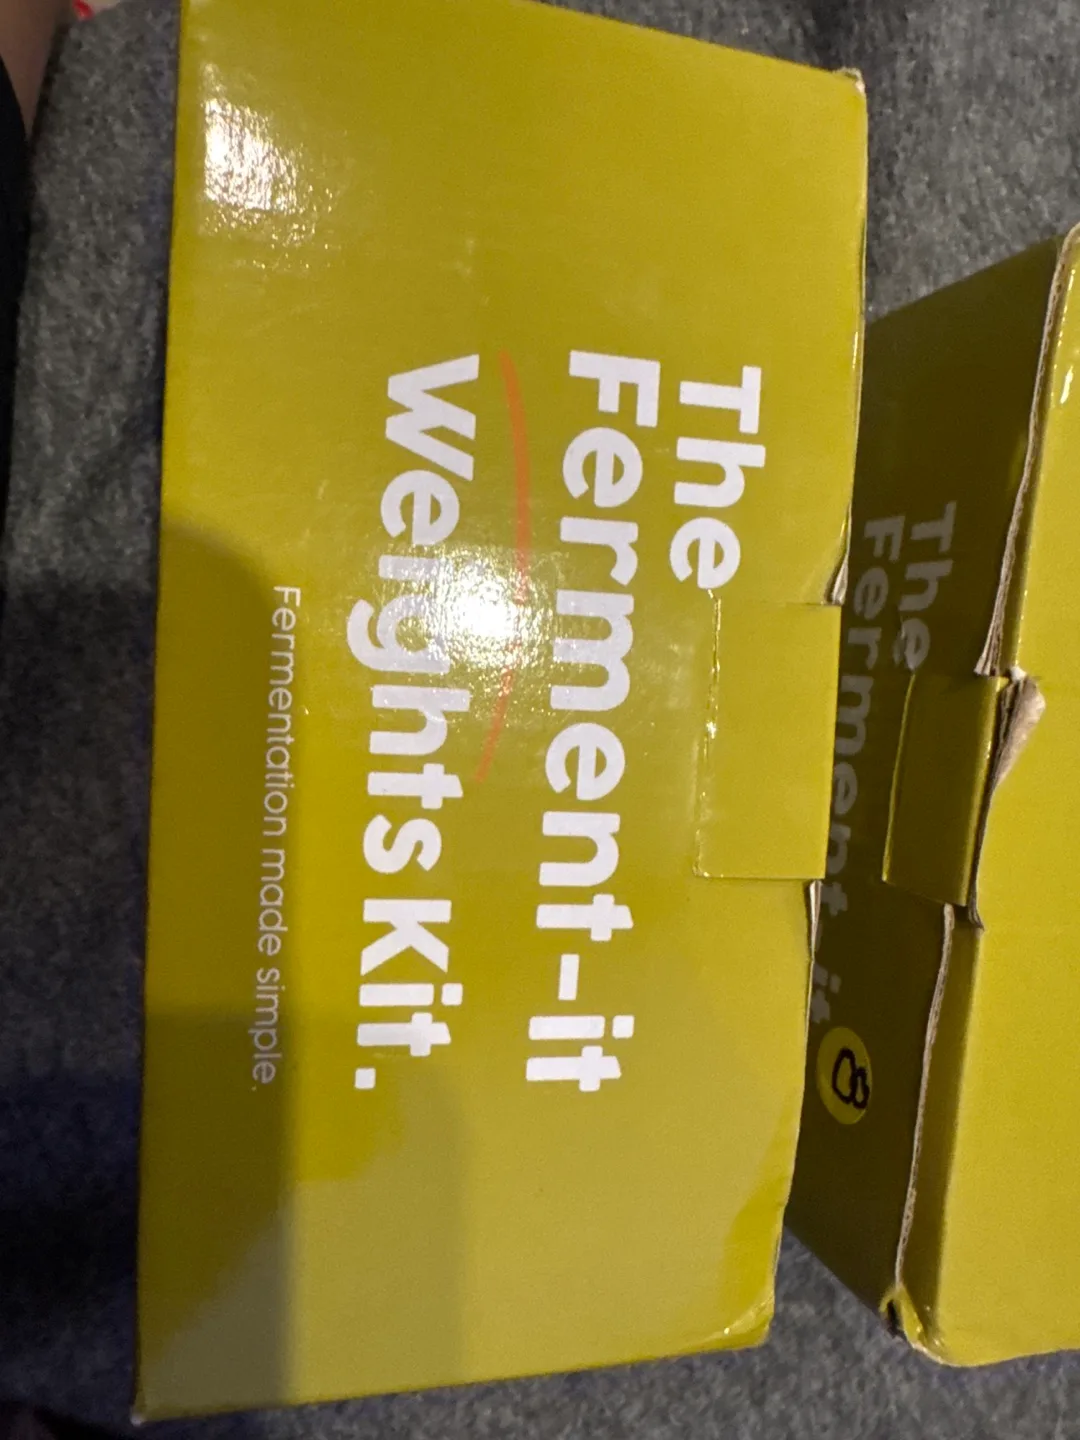 The
Ferment-it
Weights Kit.
Fermentation made simple.
The
Ferment-it